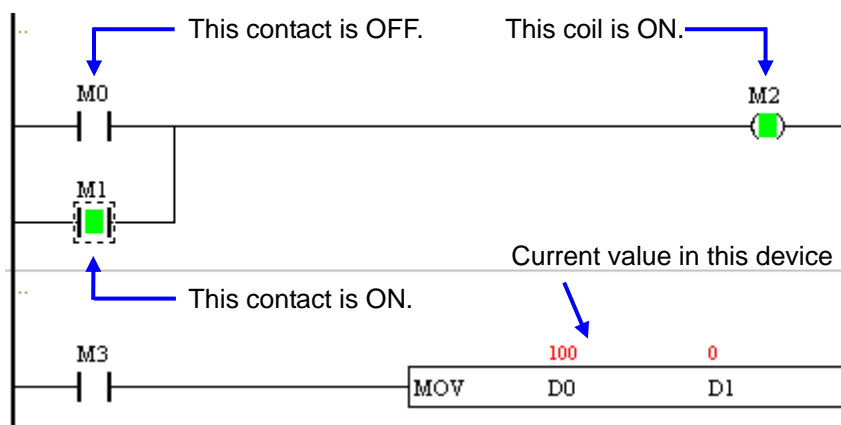 This contact is OFF. This coil is ON.
M0 M2
M1
Current value in this device
This contact is ON.
M3 100 0
MOV D0 D1